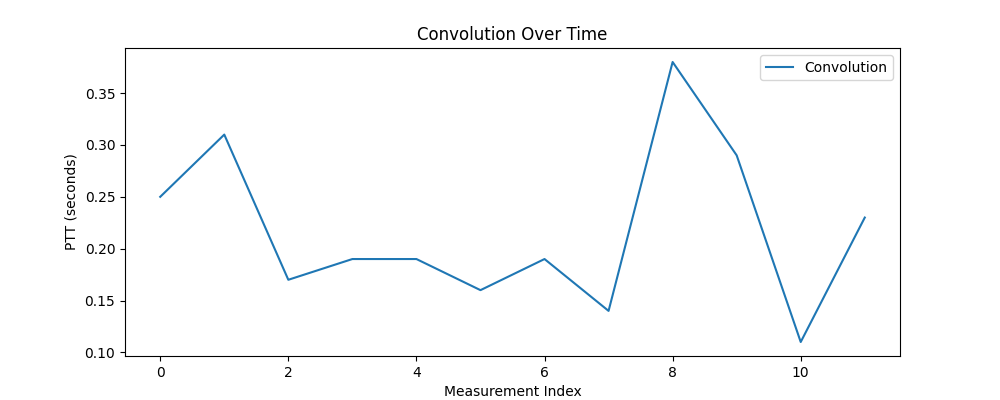 Convolution Over Time
Convolution
PTT (seconds)
0.35
0.30
0.25
0.20
0.15
0.10
0 2 4 6 8 10
Measurement Index